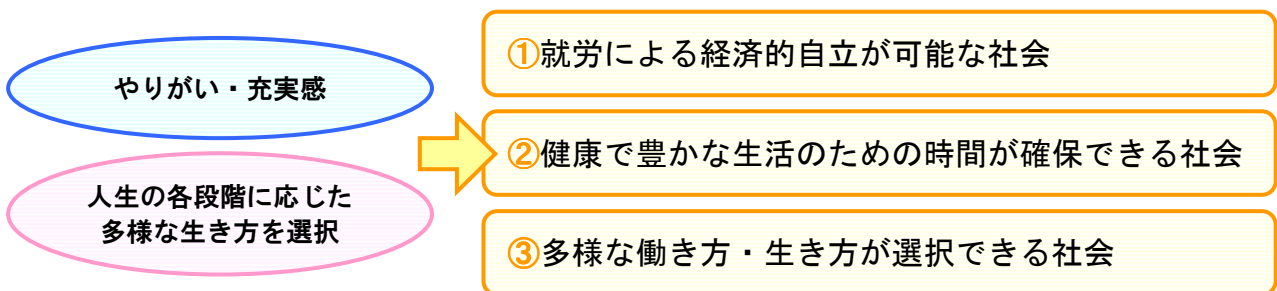 やりがい・充実感
人生の各段階に応じた
多様な生き方を選択
①就労による経済的自立が可能な社会
②健康で豊かな生活のための時間が確保できる社会
③多様な働き方・生き方が選択できる社会